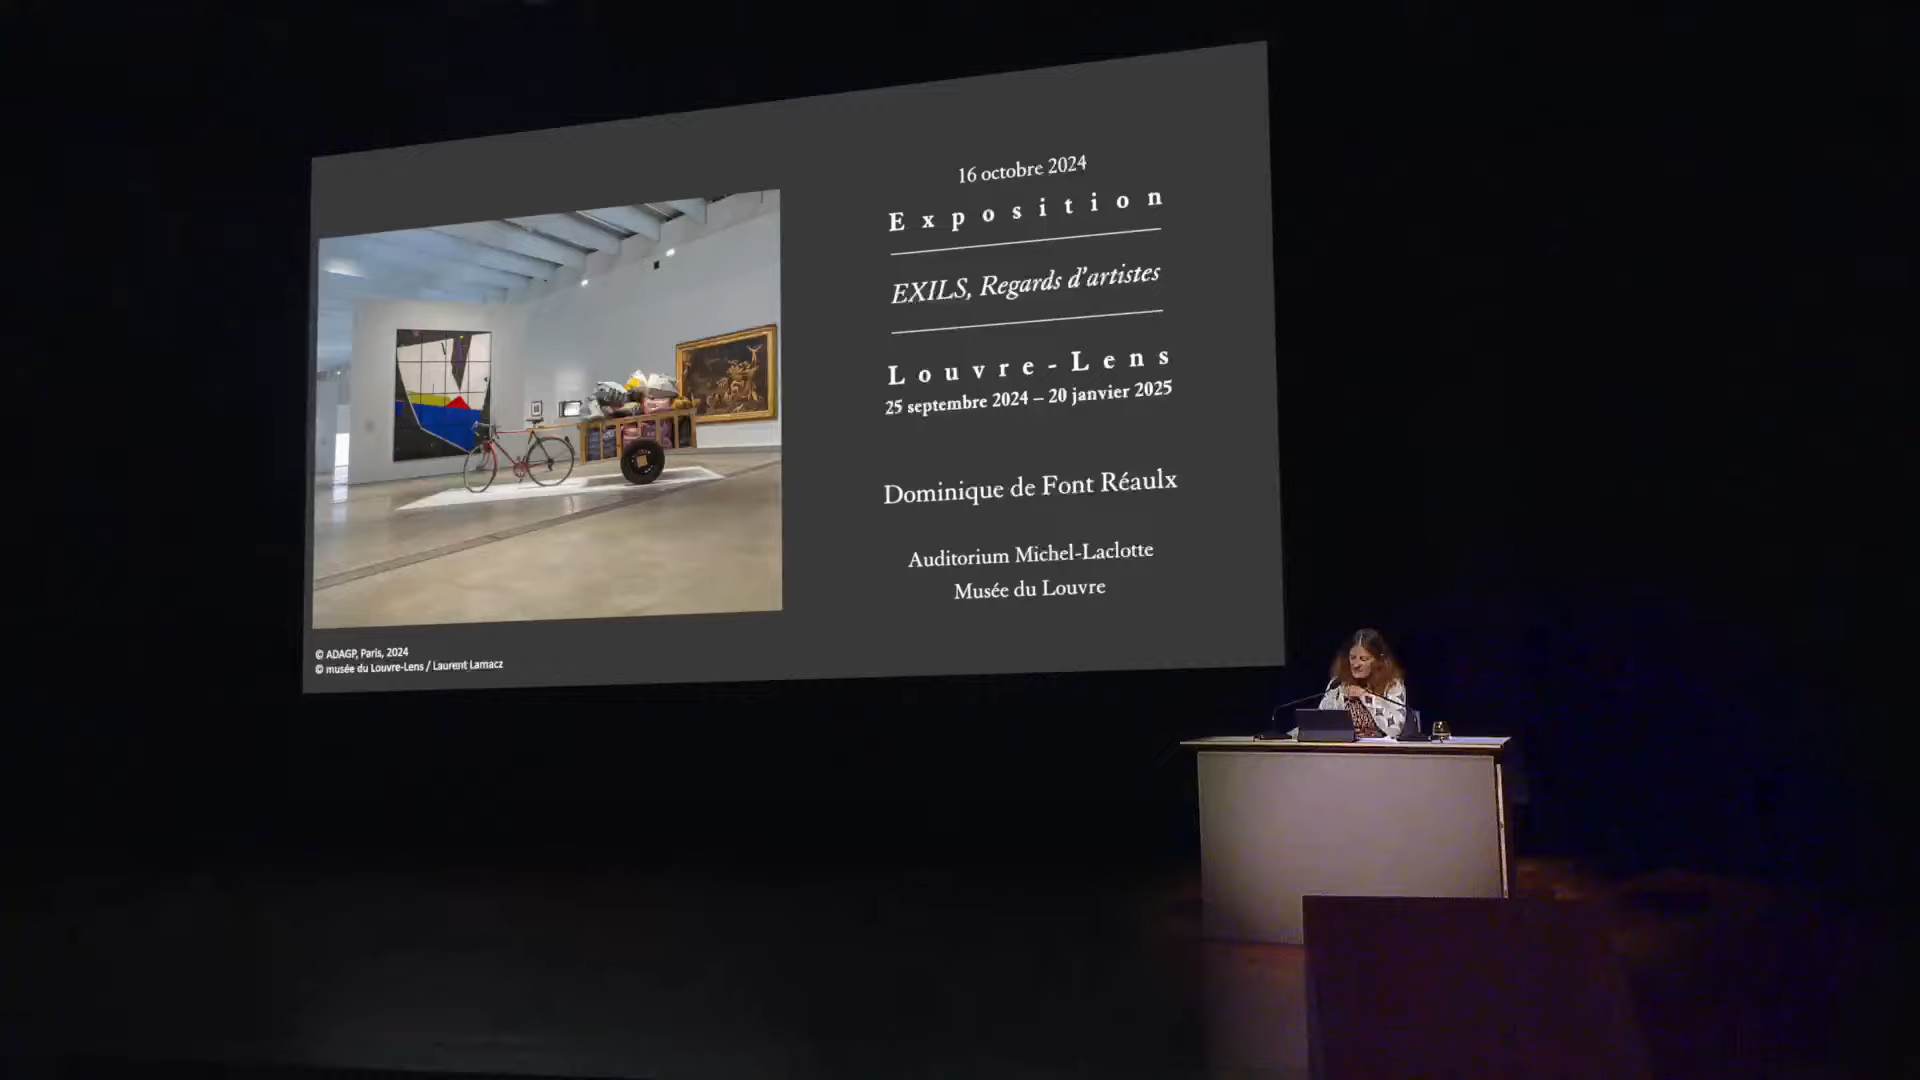 16 octobre 2024
Exposition
EXILS, Regards d'artistes
Louvre-Lens
25 septembre 2024 – 20 janvier 2025
Dominique de Font Réaulx
Auditorium Michel-Laclotte
Musée du Louvre
© ADAGP, Paris, 2024
© musée du Louvre-Lens / Laurent Lamacz